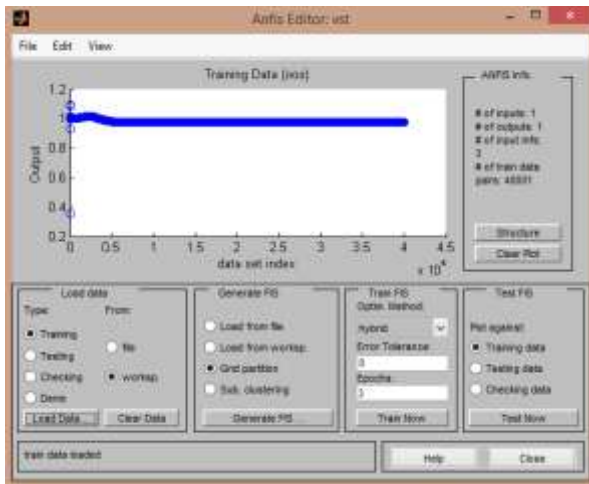 Anfis Editor: vst
File Edit View
Training Data (ooo)
1.2
1
0.8
0.6
0.4
0.2
Output
0 0.5 1 1.5 2 2.5 3 3.5 4 4.5
data set index
x 10^4
ANFIS Info.
# of inputs: 1
# of outputs: 1
# of input mfs:
3
# of train data
pairs: 40001
Structure
Clear Plot
Load data
Type: From:
Training
Testing
Checking
Demo
file
worksp.
Load Data... Clear Data
Generate FIS
Load from file
Load from worksp.
Grid partition
Sub. clustering
Generate FIS
Train FIS
Optim. Method:
hybrid
Error Tolerance:
0
Epochs:
3
Train Now
Test FIS
Plot against:
Training data
Testing data
Checking data
Test Now
train data loaded
Help Close